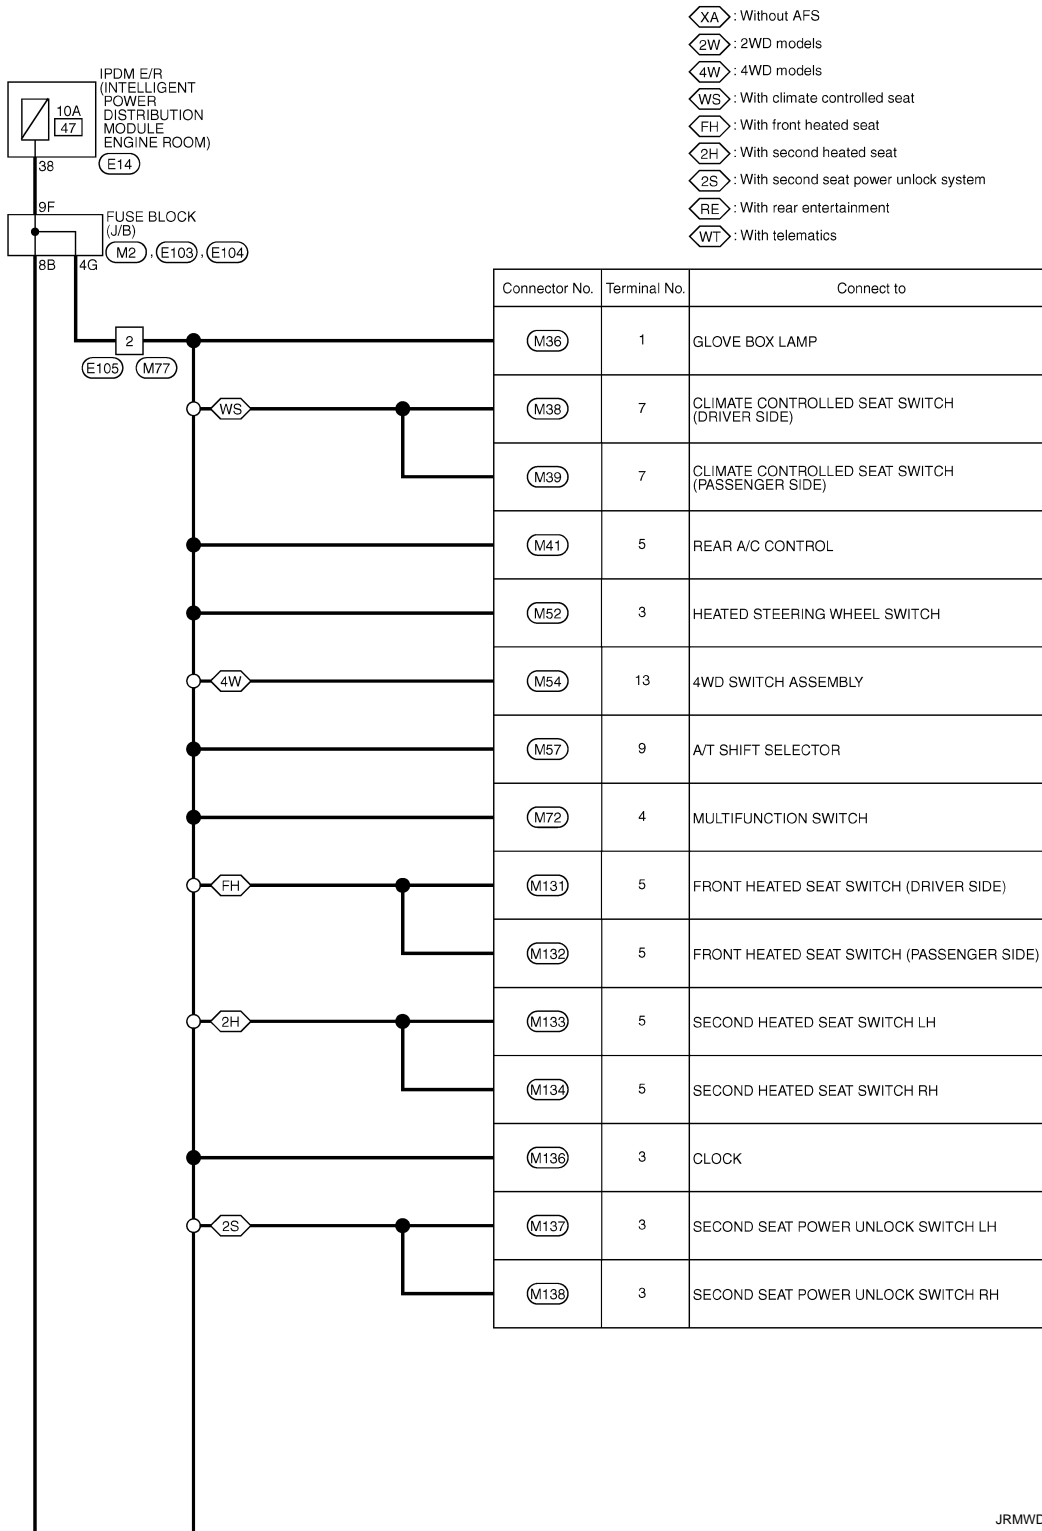 XA : Without AFS
2W : 2WD models
4W : 4WD models
WS : With climate controlled seat
FH : With front heated seat
2H : With second heated seat
2S : With second seat power unlock system
RE : With rear entertainment
WT : With telematics
IPDM E/R
(INTELLIGENT
POWER
DISTRIBUTION
MODULE
ENGINE ROOM)
10A
47
E14
38
9F
FUSE BLOCK
(J/B)
M2 , E103 , E104
8B 4G
2
E105 M77
Connector No. Terminal No. Connect to
M36 1 GLOVE BOX LAMP
WS M38 7 CLIMATE CONTROLLED SEAT SWITCH
(DRIVER SIDE)
M39 7 CLIMATE CONTROLLED SEAT SWITCH
(PASSENGER SIDE)
M41 5 REAR A/C CONTROL
M52 3 HEATED STEERING WHEEL SWITCH
4W M54 13 4WD SWITCH ASSEMBLY
M57 9 A/T SHIFT SELECTOR
M72 4 MULTIFUNCTION SWITCH
FH M131 5 FRONT HEATED SEAT SWITCH (DRIVER SIDE)
M132 5 FRONT HEATED SEAT SWITCH (PASSENGER SIDE)
2H M133 5 SECOND HEATED SEAT SWITCH LH
M134 5 SECOND HEATED SEAT SWITCH RH
M136 3 CLOCK
2S M137 3 SECOND SEAT POWER UNLOCK SWITCH LH
M138 3 SECOND SEAT POWER UNLOCK SWITCH RH
JRMWD